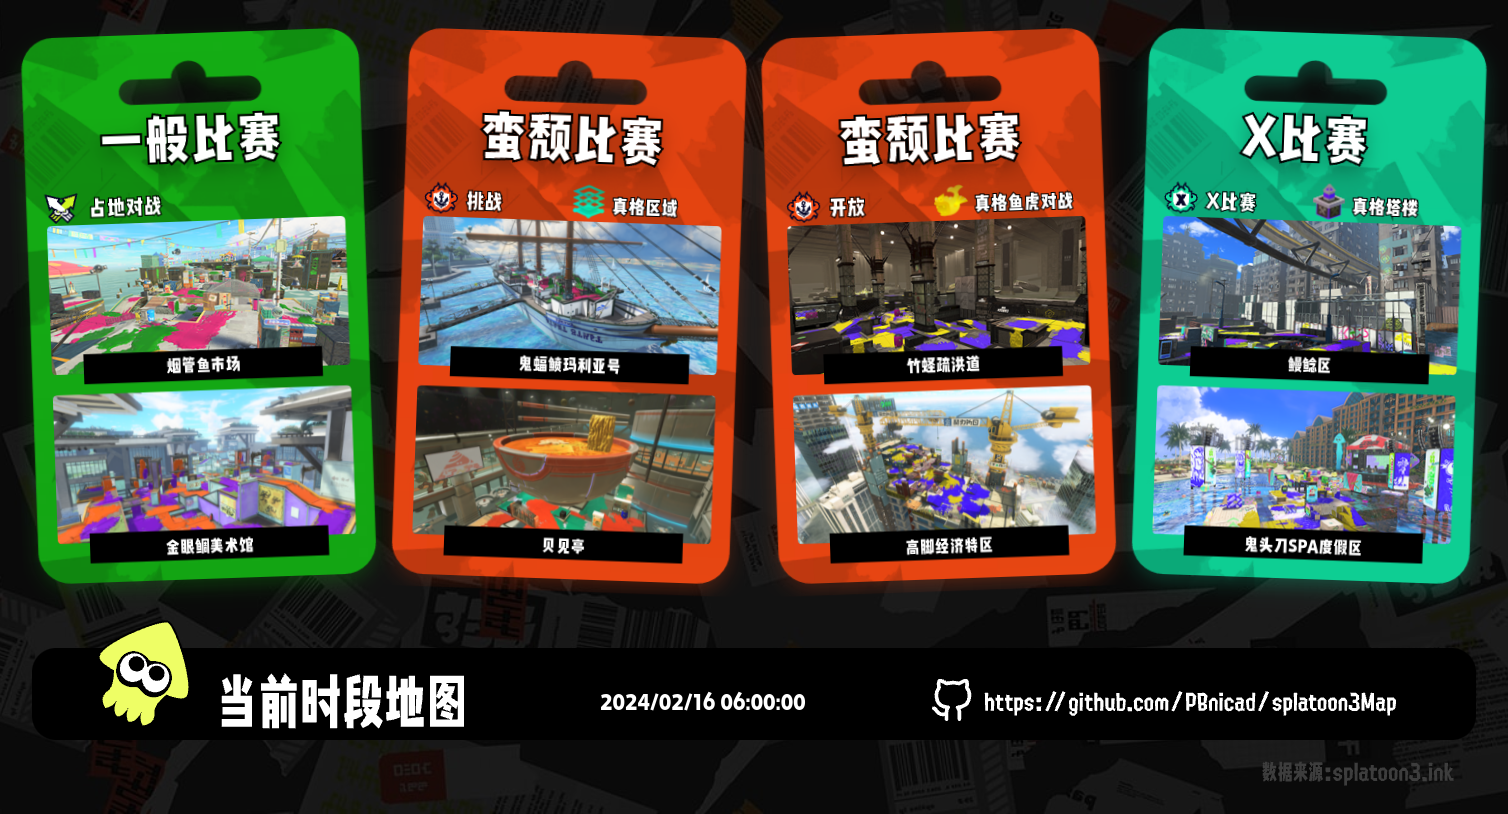 一般比赛
占地对战
烟管鱼市场
金眼鲷美术馆
蛮颓比赛
挑战
真格区域
鬼蝠鲼玛利亚号
贝见亭
蛮颓比赛
开放
真格鱼虎对战
竹蛏疏洪道
高脚经济特区
X比赛
X比赛
真格塔楼
鳗鲶区
鬼头刀SPA度假区
当前时段地图
2024/02/16 06:00:00
https://github.com/PBnicad/splatoon3Map
数据来源:splatoon3.ink